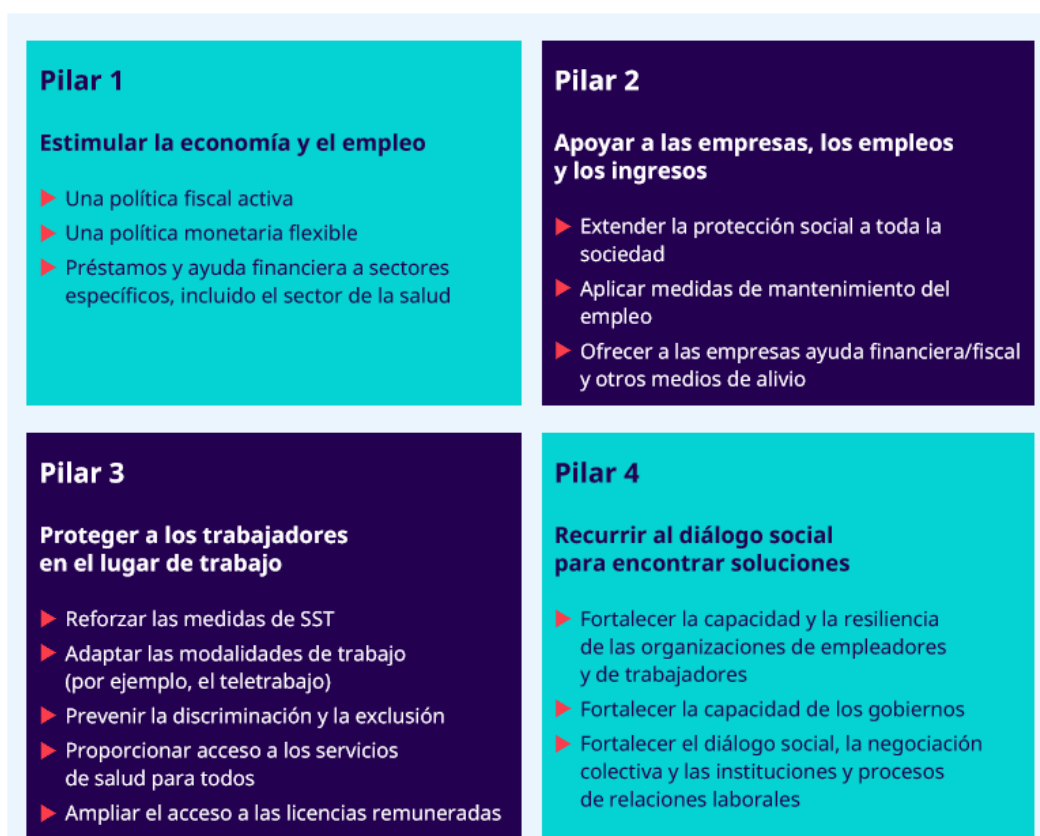 Pilar 1
Estimular la economía y el empleo
▶ Una política fiscal activa
▶ Una política monetaria flexible
▶ Préstamos y ayuda financiera a sectores
específicos, incluido el sector de la salud
Pilar 2
Apoyar a las empresas, los empleos
y los ingresos
▶ Extender la protección social a toda la
sociedad
▶ Aplicar medidas de mantenimiento del
empleo
▶ Ofrecer a las empresas ayuda financiera/fiscal
y otros medios de alivio
Pilar 3
Proteger a los trabajadores
en el lugar de trabajo
▶ Reforzar las medidas de SST
▶ Adaptar las modalidades de trabajo
(por ejemplo, el teletrabajo)
▶ Prevenir la discriminación y la exclusión
▶ Proporcionar acceso a los servicios
de salud para todos
▶ Ampliar el acceso a las licencias remuneradas
Pilar 4
Recurrir al diálogo social
para encontrar soluciones
▶ Fortalecer la capacidad y la resiliencia
de las organizaciones de empleadores
y de trabajadores
▶ Fortalecer la capacidad de los gobiernos
▶ Fortalecer el diálogo social, la negociación
colectiva y las instituciones y procesos
de relaciones laborales